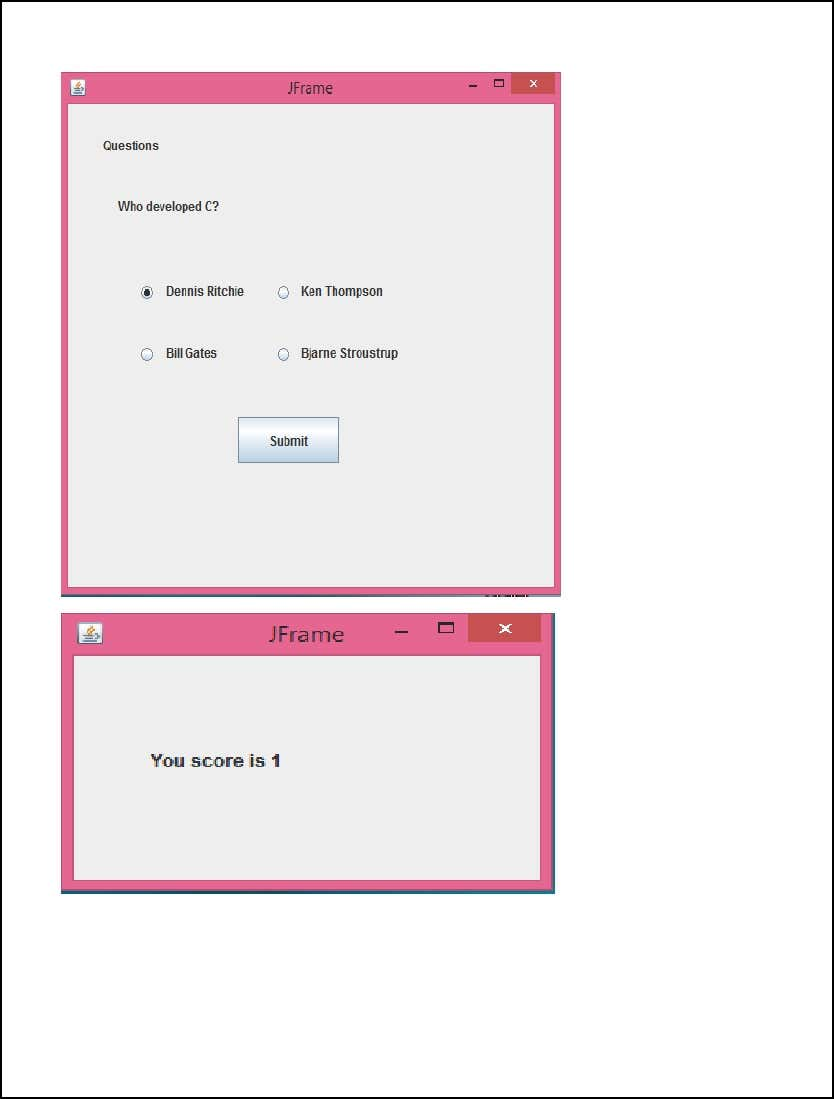 JFrame
Questions
Who developed C?
Dennis Ritchie Ken Thompson
Bill Gates Bjarne Stroustrup
Submit
JFrame
You score is 1